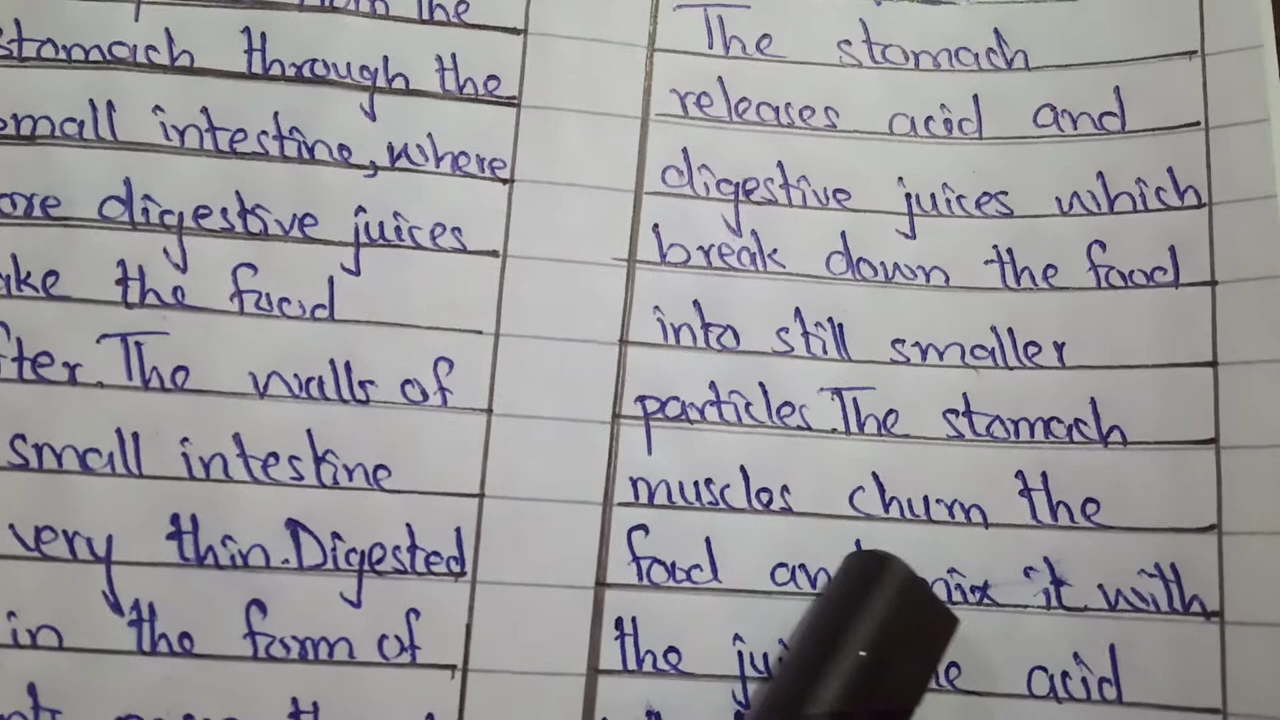 the
stomach through the
small intestine, where
digestive juices
the food
The walls of
small intestine
very thin. Digested
in the form of
The stomach
releases acid and
digestive juices which
break down the food
into still smaller
particles. The stomach
muscles churn the
food mix it with
the acid